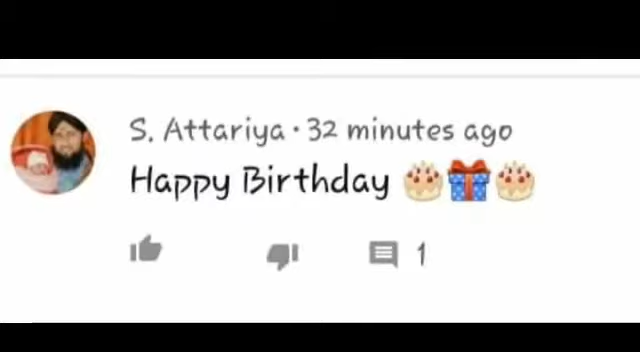 S. Attariya • 32 minutes ago
Happy Birthday 🎂🎁🎂
1